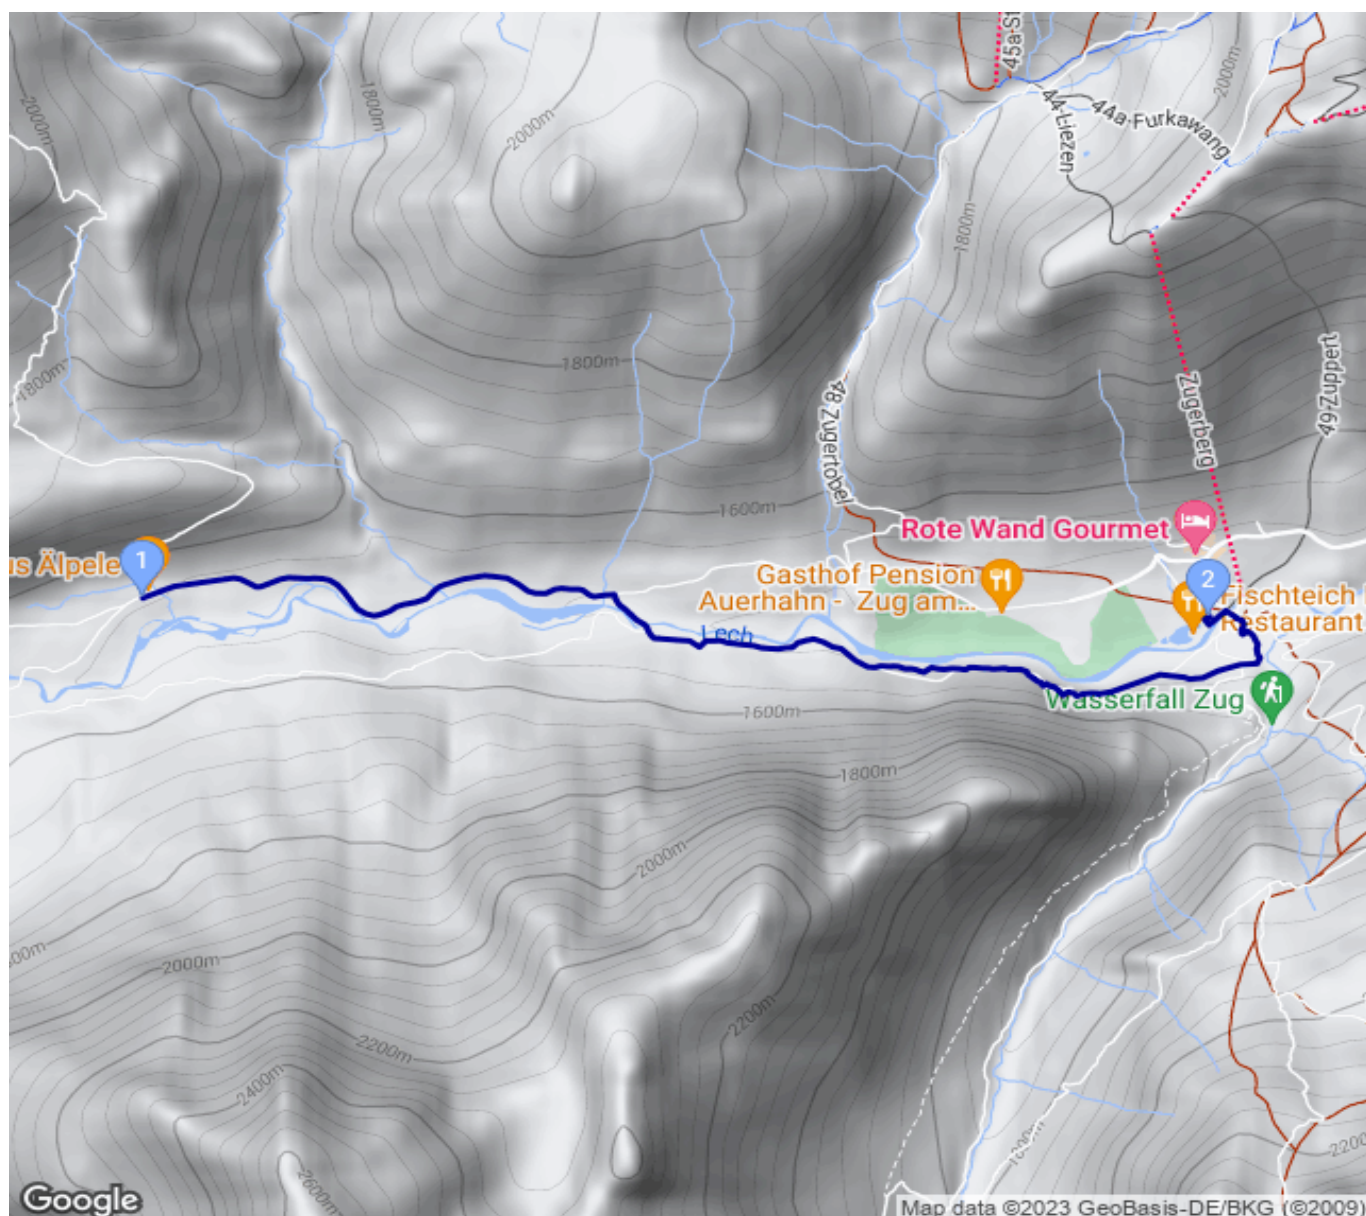 45a-St
2000m
1800m
2000m
2000m
44-Liezen
44a-Furkawang
1800m
1800m
1800m
Zugerberg
49-Zuppert
48-Zugertobel
1600m
Rote Wand Gourmet
us Älpele
1
Gasthof Pension
Auerhahn - Zug am...
2
Fischteich
Restaurant
Lech
Wasserfall Zug
1600m
1800m
2000m
2000m
2200m
2200m
2400m
2600m
1800m
2200
Google
Map data ©2023 GeoBasis-DE/BKG (©2009)